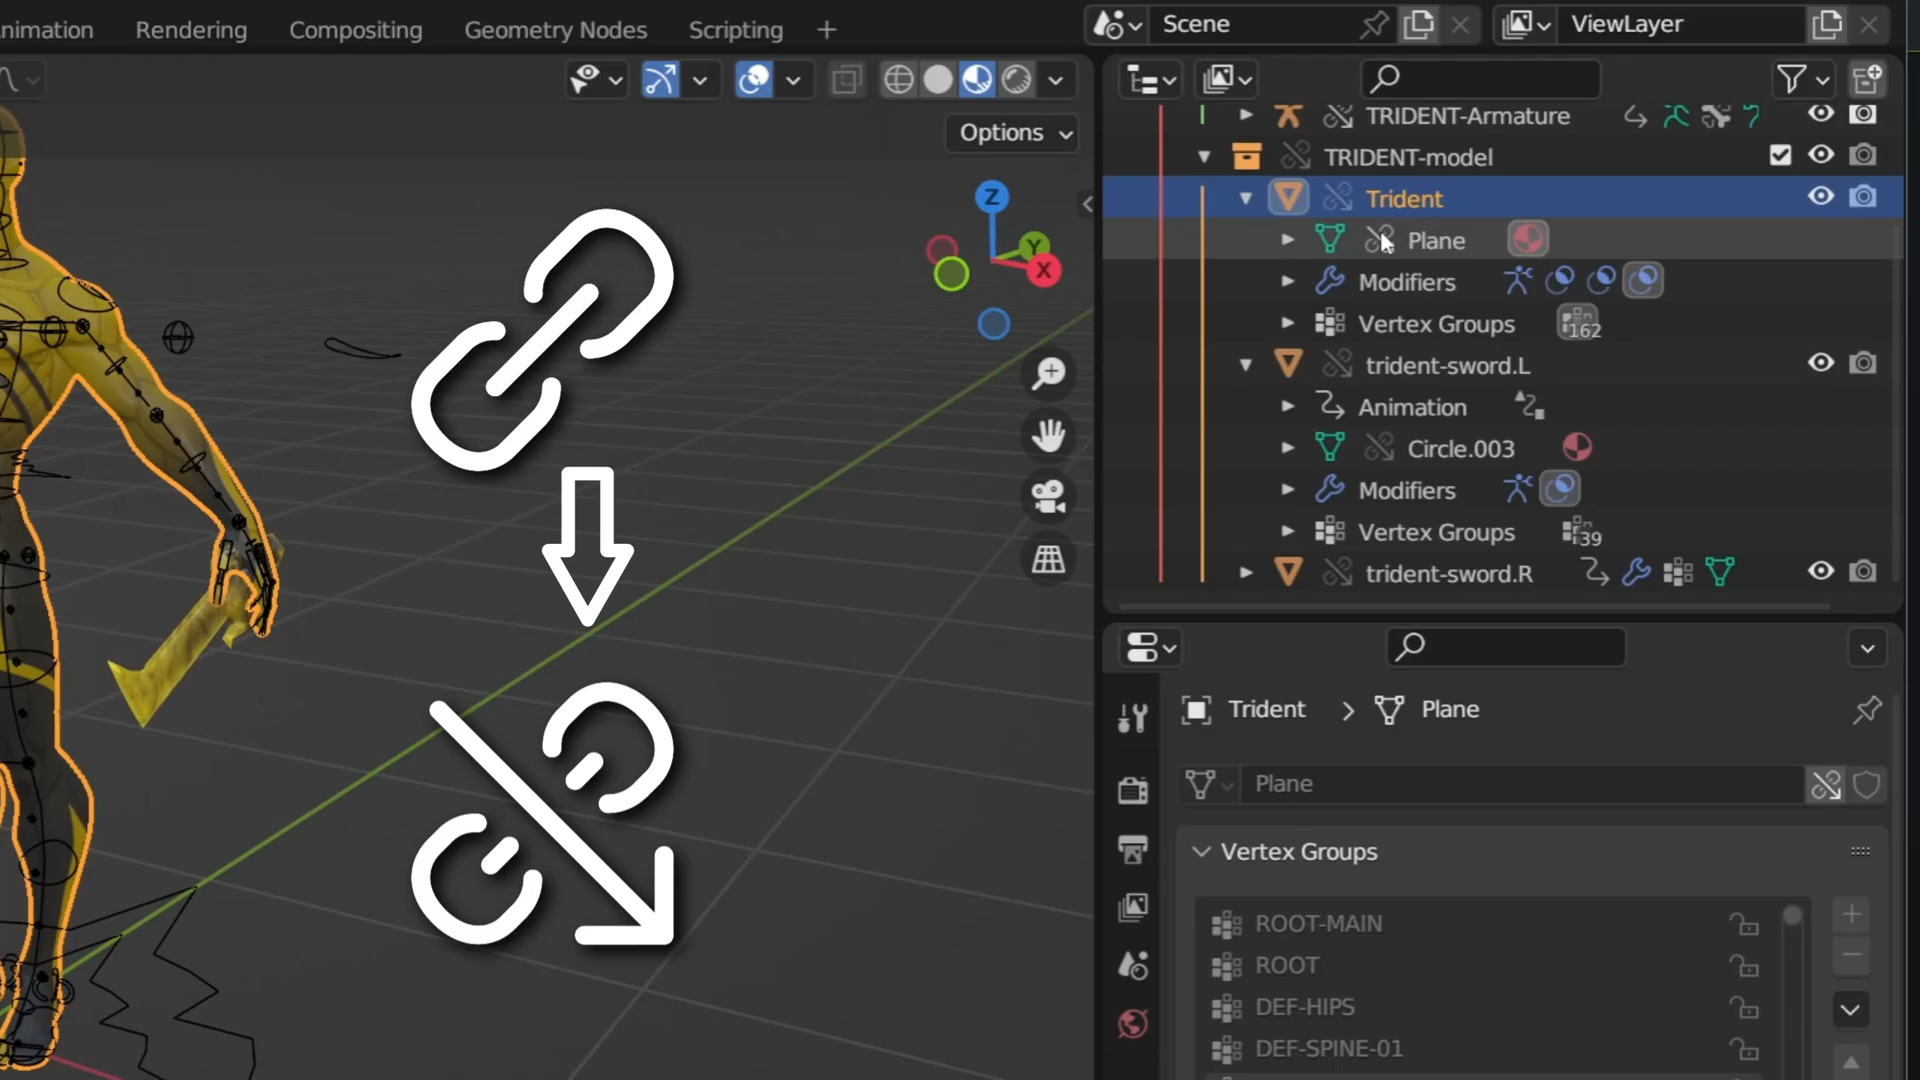 nimation Rendering Compositing Geometry Nodes Scripting +
Scene
ViewLayer
Options
Z
Y
X
TRIDENT-Armature
TRIDENT-model
Trident
Plane
Modifiers
Vertex Groups 162
trident-sword.L
Animation
Circle.003
Modifiers
Vertex Groups 39
trident-sword.R
Trident > Plane
Plane
Vertex Groups
ROOT-MAIN
ROOT
DEF-HIPS
DEF-SPINE-01